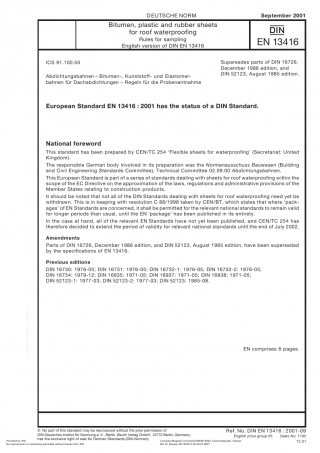 DEUTSCHE NORM
September 2001
Bitumen, plastic and rubber sheets
for roof waterproofing
Rules for sampling
English version of DIN EN 13416
DIN
EN 13416
ICS 91.100.50
Supersedes parts of DIN 16726,
December 1986 edition, and
DIN 52123, August 1985 edition.
Abdichtungsbahnen – Bitumen-, Kunststoff- und Elastomer-
bahnen für Dachabdichtungen – Regeln für die Probenentnahme
European Standard EN 13416 : 2001 has the status of a DIN Standard.
National foreword
This standard has been prepared by CEN/TC 254 'Flexible sheets for waterproofing' (Secretariat: United
Kingdom).
The responsible German body involved in its preparation was the Normenausschuss Bauwesen (Building
and Civil Engineering Standards Committee), Technical Committee 02.09.00 Abdichtungsbahnen.
This European Standard is part of a series of standards dealing with sheets for roof waterproofing within the
scope of the EC Directive on the approximation of the laws, regulations and administrative provisions of the
Member States relating to construction products.
It should be noted that not all of the DIN Standards dealing with sheets for roof waterproofing need yet be
withdrawn. This is in keeping with resolution C 88/1998 taken by CEN/BT, which states that where 'pack-
ages' of EN Standards are concerned, it shall be permitted for the relevant national standards to remain valid
for longer periods than usual, until the EN 'package' has been published in its entirety.
In the case at hand, all of the relevant EN Standards have not yet been published, and CEN/TC 254 has
therefore decided to extend the period of validity for relevant national standards until the end of July 2002.
Amendments
Parts of DIN 16726, December 1986 edition, and DIN 52123, August 1985 edition, have been superseded
by the specifications of EN 13416.
Previous editions
DIN 16730: 1976-05; DIN 16731: 1976-05; DIN 16732-1: 1976-05; DIN 16732-2: 1976-05;
DIN 16734: 1979-12; DIN 16935: 1971-05; DIN 16937: 1971-05; DIN 16938: 1971-05;
DIN 52123-1: 1977-03; DIN 52123-2: 1977-03; DIN 52123: 1985-08.
EN comprises 8 pages.
© No part of this standard may be reproduced without the prior permission of
DIN Deutsches Institut für Normung e. V., Berlin. Beuth Verlag GmbH, 10772 Berlin, Germany,
has the exclusive right of sale for German Standards (DIN-Normen).
Ref. No. DIN EN 13416 : 2001-09
English price group 05 Sales No. 1105
12.01